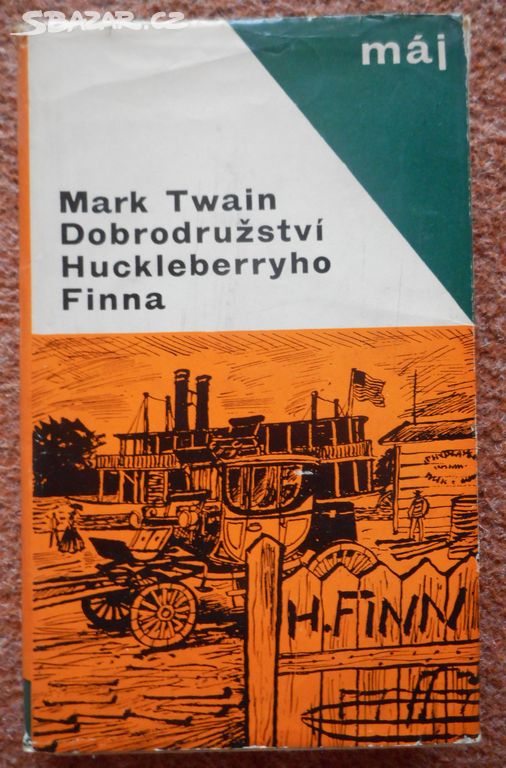 SBAZAR.CZ
máj
Mark Twain
Dobrodružství
Huckleberryho
Finna
H. FINN